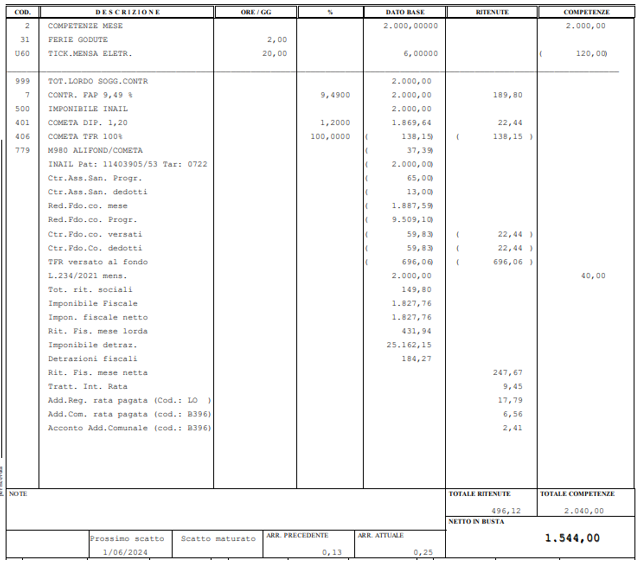 COD. DESCRIZIONE ORE / GG % DATO BASE RITENUTE COMPETENZE
2 COMPETENZE MESE 2.000,00000 2.000,00
31 FERIE GODUTE 2,00
U60 TICK.MENSA ELETR. 20,00 6,00000 ( 120,00)
999 TOT.LORDO SOGG.CONTR 2.000,00
7 CONTR. FAP 9,49 % 9,4900 2.000,00 189,80
500 IMPONIBILE INAIL 2.000,00
401 COMETA DIP. 1,20 1,2000 1.869,64 22,44
406 COMETA TFR 100% 100,0000 ( 138,15) ( 138,15 )
779 M980 ALIFOND/COMETA ( 37,39)
INAIL Pat: 11403905/53 Tar: 0722 ( 2.000,00)
Ctr.Ass.San. Progr. ( 65,00)
Ctr.Ass.San. dedotti ( 13,00)
Red.Fdo.co. mese ( 1.887,59)
Red.Fdo.co. Progr. ( 9.509,10)
Ctr.Fdo.co. versati ( 59,83) ( 22,44 )
Ctr.Fdo.Co. dedotti ( 59,83) ( 22,44 )
TFR versato al fondo ( 696,06) ( 696,06 )
L.234/2021 mens. 2.000,00 40,00
Tot. rit. sociali 149,80
Imponibile Fiscale 1.827,76
Impon. fiscale netto 1.827,76
Rit. Fis. mese lorda 431,94
Imponibile detraz. 25.162,15
Detrazioni fiscali 184,27
Rit. Fis. mese netta 247,67
Tratt. Int. Rata 9,45
Add.Reg. rata pagata (Cod.: LO ) 17,79
Add.Com. rata pagata (cod.: B396) 6,56
Acconto Add.Comunale (cod.: B396) 2,41
NOTE TOTALE RITENUTE TOTALE COMPETENZE
496,12 2.040,00
NETTO IN BUSTA
1.544,00
Prossimo scatto Scatto maturato ARR. PRECEDENTE ARR. ATTUALE
1/06/2024 0,13 0,25